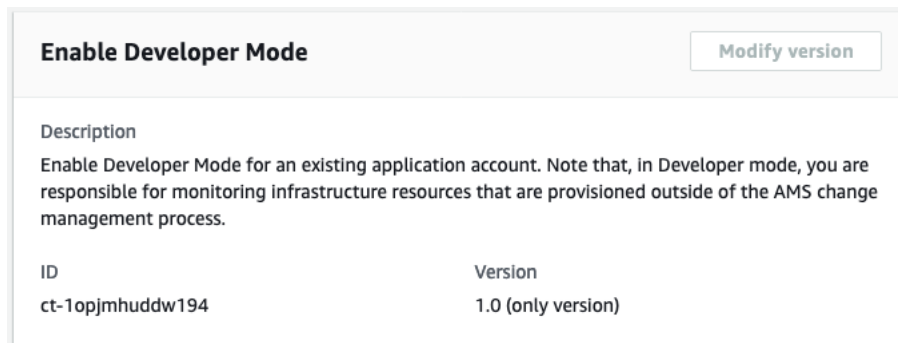 Enable Developer Mode
Modify version
Description
Enable Developer Mode for an existing application account. Note that, in Developer mode, you are
responsible for monitoring infrastructure resources that are provisioned outside of the AMS change
management process.
ID
Version
ct-1opjmhuddw194
1.0 (only version)